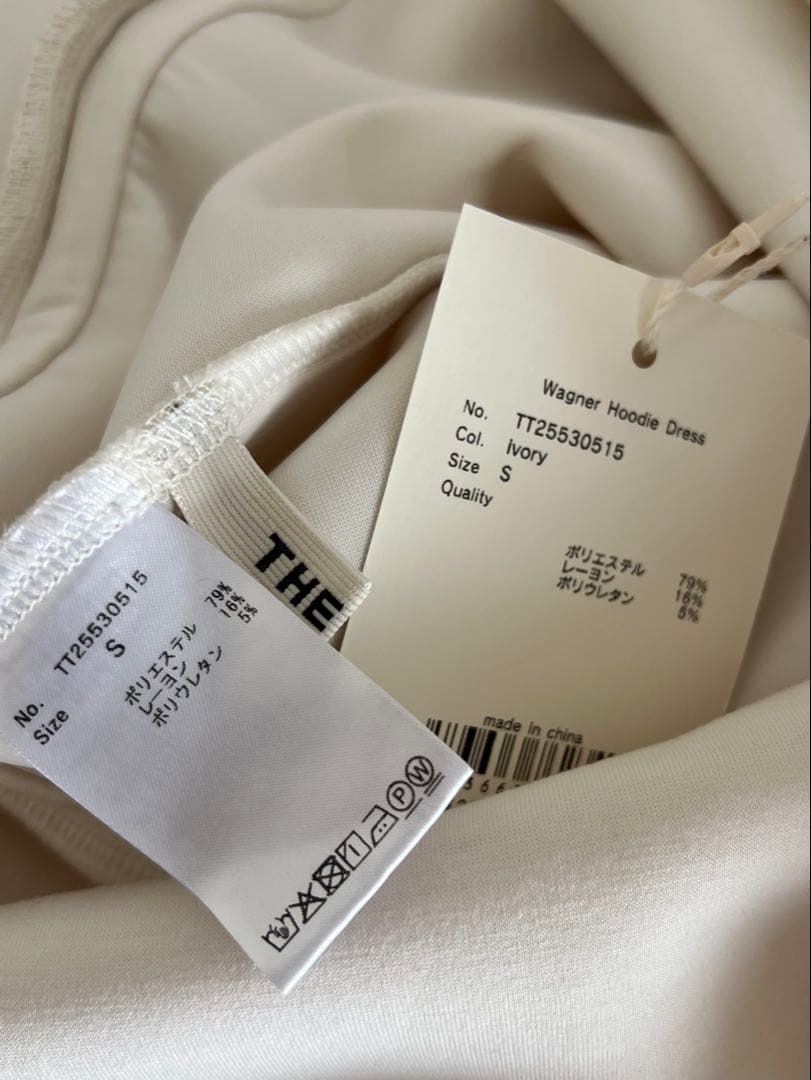 Wagner Hoodie Dress
No. TT25530515
Col. ivory
Size S
Quality
ポリエステル 79%
レーヨン 16%
ポリウレタン 5%
made in china
THE
No. TT25530515
Size S
ポリエステル 79%
レーヨン 16%
ポリウレタン 5%
P W